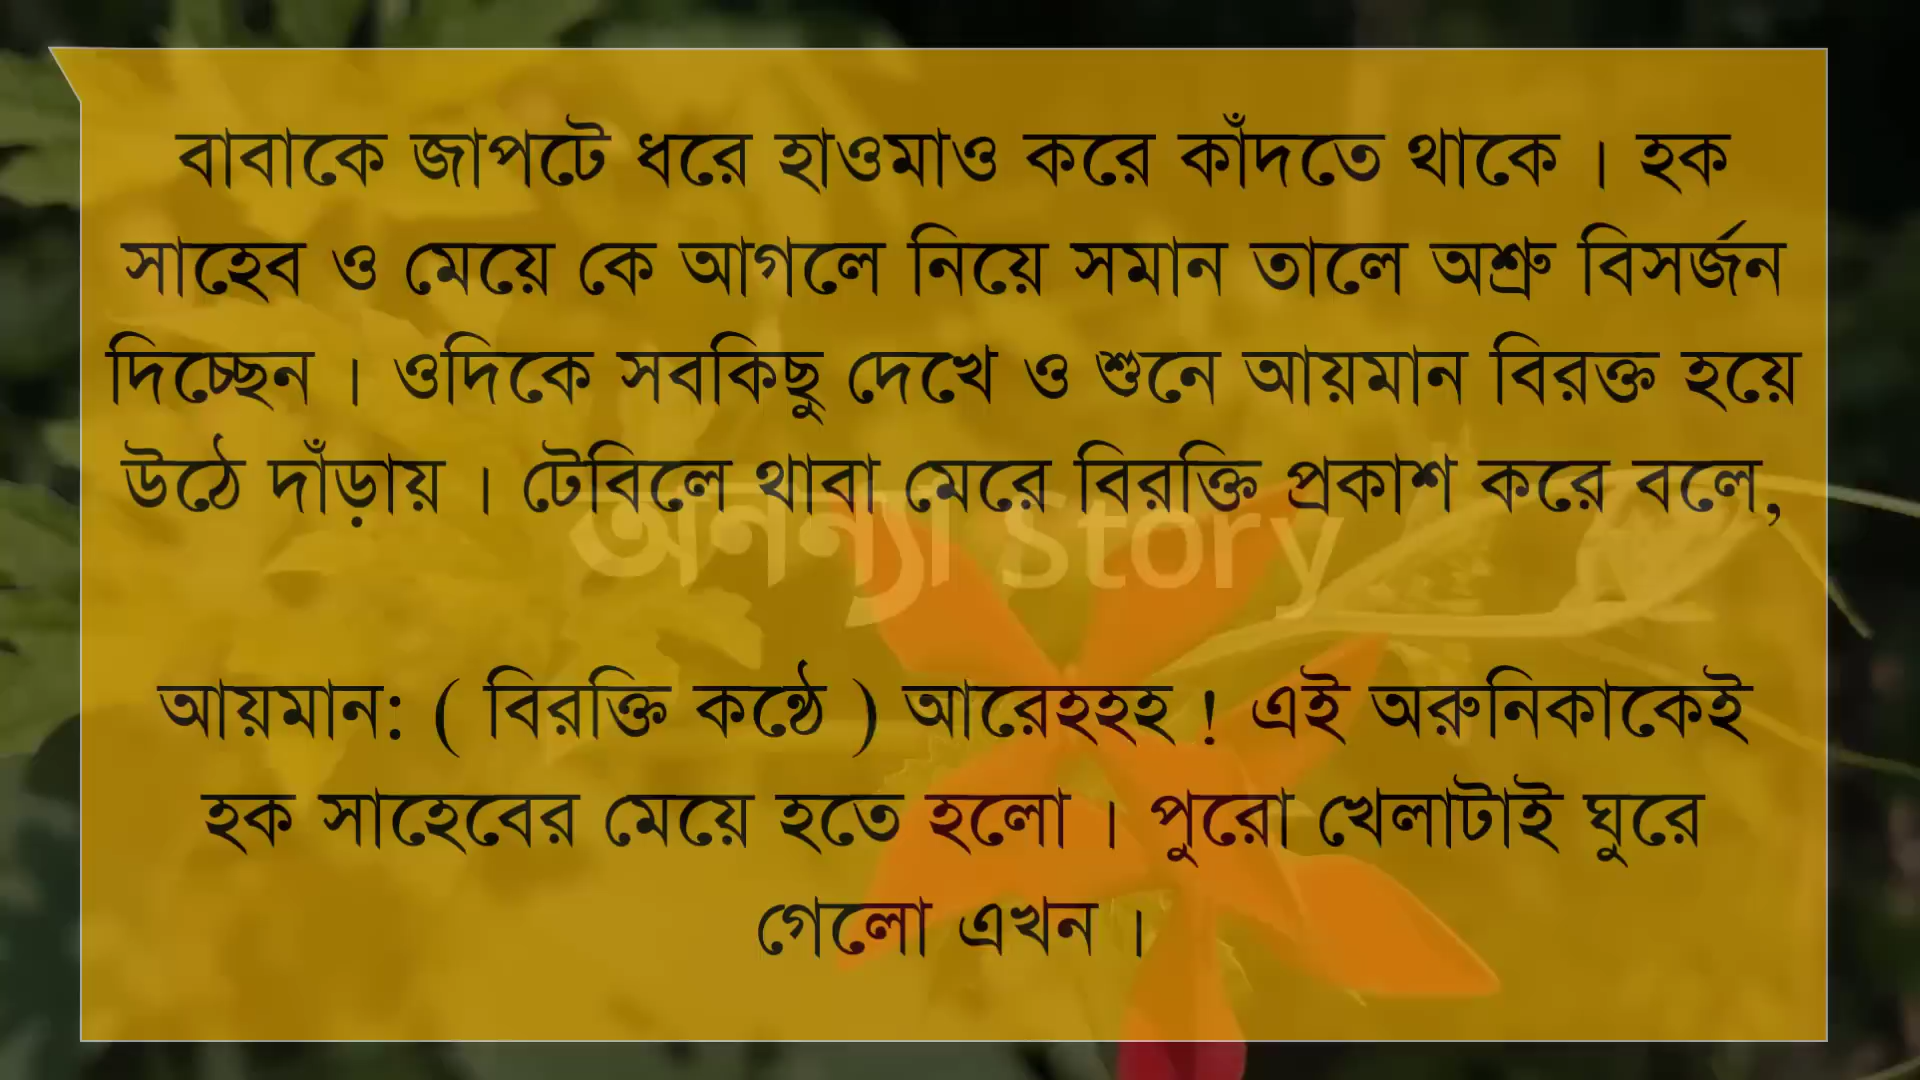 বাবাকে জাপটে ধরে হাওমাও করে কাঁদতে থাকে । হক
সাহেব ও মেয়ে কে আগলে নিয়ে সমান তালে অশ্রু বিসর্জন
দিচ্ছেন । ওদিকে সবকিছু দেখে ও শুনে আয়মান বিরক্ত হয়ে
উঠে দাঁড়ায় । টেবিলে থাবা মেরে বিরক্তি প্রকাশ করে বলে,
অনন্যা Story
আয়মান: ( বিরক্তি কন্ঠে ) আরেহহহ ! এই অরুনিকাকেই
হক সাহেবের মেয়ে হতে হলো । পুরো খেলাটাই ঘুরে
গেলো এখন ।